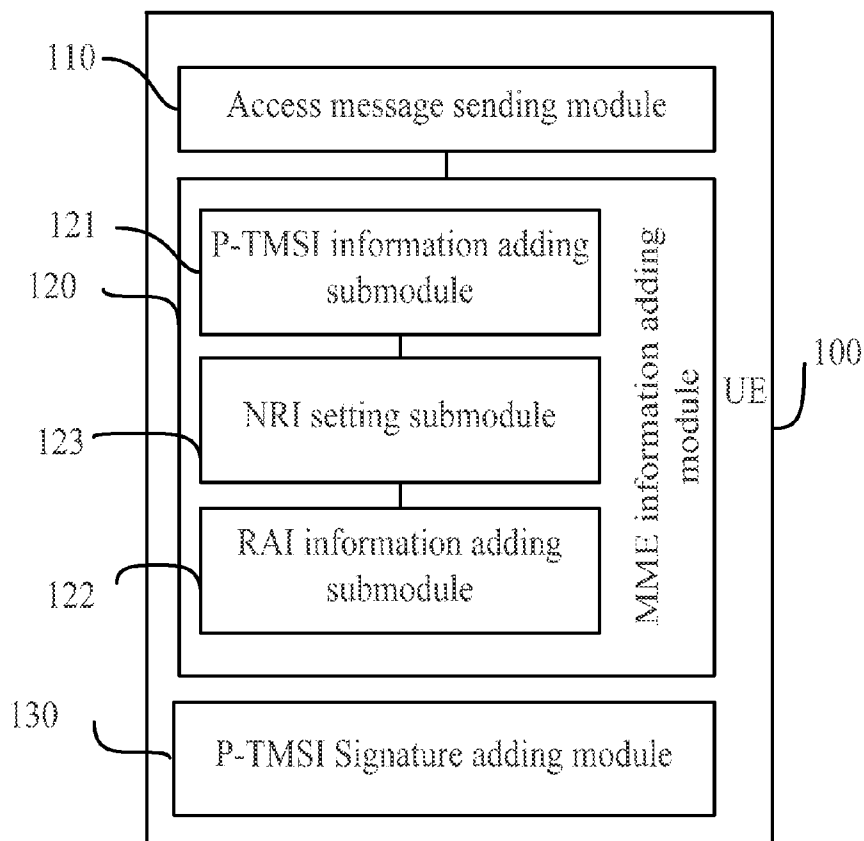 110
Access message sending module
121
P-TMSI information adding
submodule
120
MME information adding
module
UE
100
NRI setting submodule
123
RAI information adding
submodule
122
130
P-TMSI Signature adding module